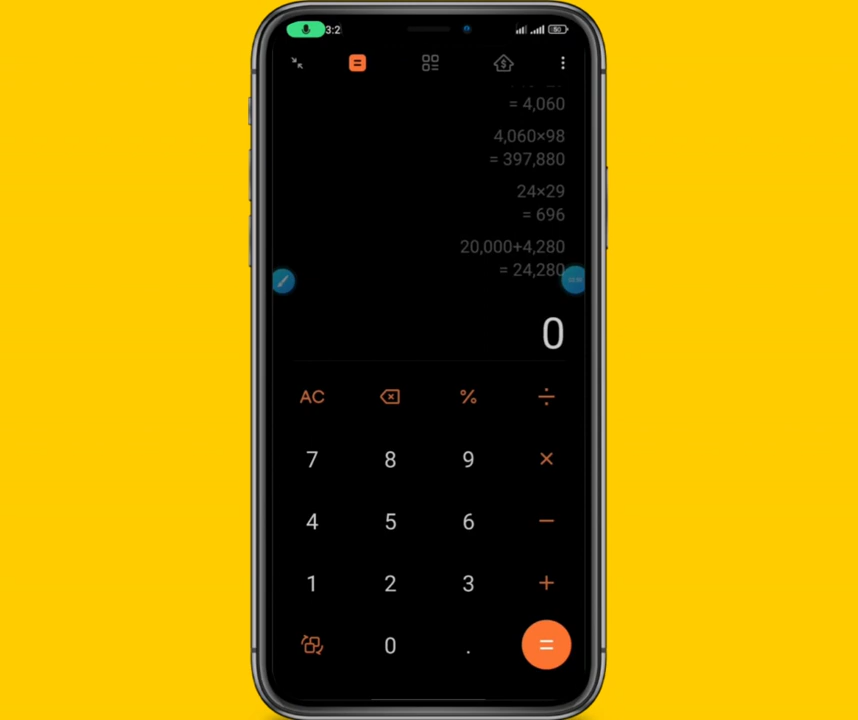 3:2
50
= 4,060
4,060×98
= 397,880
24×29
= 696
20,000+4,280
= 24,280
0
AC % ÷
7 8 9 ×
4 5 6 −
1 2 3 +
0 . =